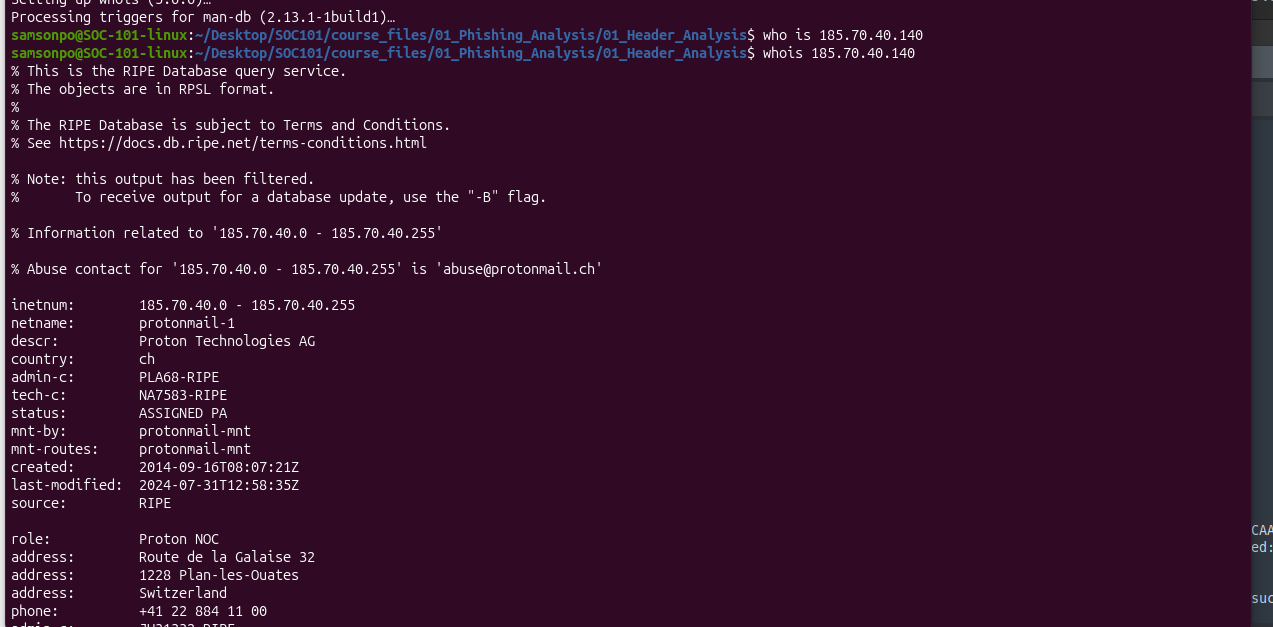 Setting up whois (5.6.0)…
Processing triggers for man-db (2.13.1-1build1)…
samsonpo@SOC-101-linux:~/Desktop/SOC101/course_files/01_Phishing_Analysis/01_Header_Analysis$ who is 185.70.40.140
samsonpo@SOC-101-linux:~/Desktop/SOC101/course_files/01_Phishing_Analysis/01_Header_Analysis$ whois 185.70.40.140
% This is the RIPE Database query service.
% The objects are in RPSL format.
%
% The RIPE Database is subject to Terms and Conditions.
% See https://docs.db.ripe.net/terms-conditions.html
% Note: this output has been filtered.
%       To receive output for a database update, use the "-B" flag.
% Information related to '185.70.40.0 - 185.70.40.255'
% Abuse contact for '185.70.40.0 - 185.70.40.255' is 'abuse@protonmail.ch'
inetnum:        185.70.40.0 - 185.70.40.255
netname:        protonmail-1
descr:          Proton Technologies AG
country:        ch
admin-c:        PLA68-RIPE
tech-c:         NA7583-RIPE
status:         ASSIGNED PA
mnt-by:         protonmail-mnt
mnt-routes:     protonmail-mnt
created:        2014-09-16T08:07:21Z
last-modified:  2024-07-31T12:58:35Z
source:         RIPE
role:           Proton NOC
address:        Route de la Galaise 32
address:        1228 Plan-les-Ouates
address:        Switzerland
phone:          +41 22 884 11 00
CAA
ed:
suc